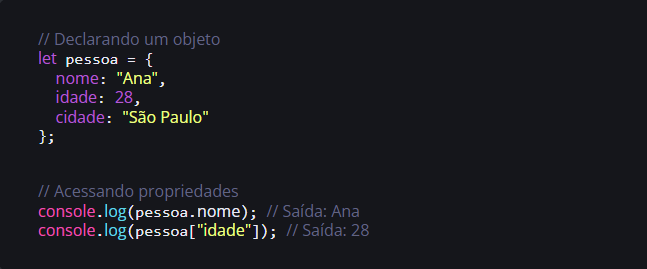 // Declarando um objeto
let pessoa = {
  nome: "Ana",
  idade: 28,
  cidade: "São Paulo"
};
// Acessando propriedades
console.log(pessoa.nome); // Saída: Ana
console.log(pessoa["idade"]); // Saída: 28